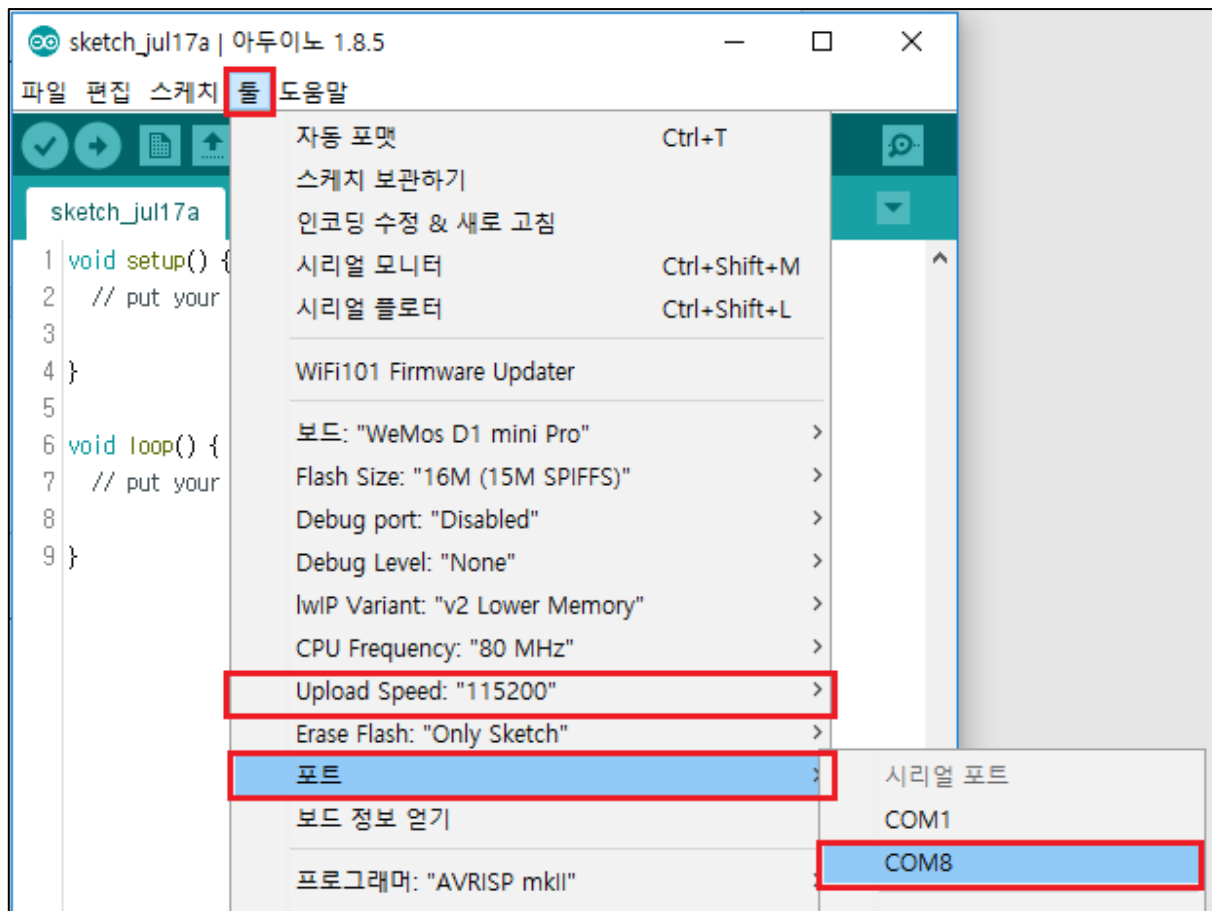 sketch_jul17a | 아두이노 1.8.5
파일 편집 스케치 툴 도움말
sketch_jul17a
1 void setup() {
2 // put your
3
4 }
5
6 void loop() {
7 // put your
8
9 }
자동 포맷 Ctrl+T
스케치 보관하기
인코딩 수정 & 새로 고침
시리얼 모니터 Ctrl+Shift+M
시리얼 플로터 Ctrl+Shift+L
WiFi101 Firmware Updater
보드: "WeMos D1 mini Pro"
Flash Size: "16M (15M SPIFFS)"
Debug port: "Disabled"
Debug Level: "None"
lwIP Variant: "v2 Lower Memory"
CPU Frequency: "80 MHz"
Upload Speed: "115200"
Erase Flash: "Only Sketch"
포트
보드 정보 얻기
프로그래머: "AVRISP mkII"
시리얼 포트
COM1
COM8